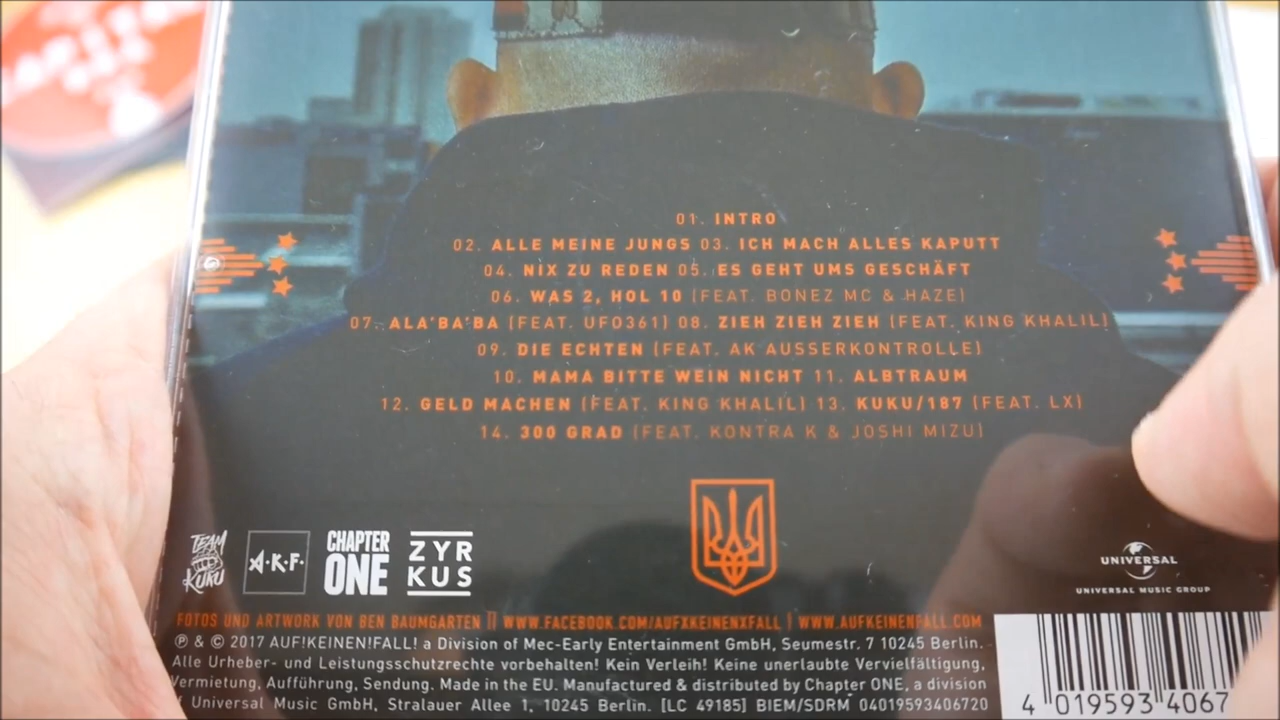 01. INTRO
02. ALLE MEINE JUNGS 03. ICH MACH ALLES KAPUTT
04. NIX ZU REDEN 05. ES GEHT UMS GESCHÄFT
06. WAS 2, HOL 10 (FEAT. BONEZ MC & HAZE)
07. ALA'BA'BA (FEAT. UFO361) 08. ZIEH ZIEH ZIEH (FEAT. KING KHALIL)
09. DIE ECHTEN (FEAT. AK AUSSERKONTROLLE)
10. MAMA BITTE WEIN NICHT 11. ALBTRAUM
12. GELD MACHEN (FEAT. KING KHALIL) 13. KUKU/187 (FEAT. LX)
14. 300 GRAD (FEAT. KONTRA K & JOSHI MIZU)
TEAM
KUKU
A·K·F·
CHAPTER
ONE
ZYR
KUS
UNIVERSAL
UNIVERSAL MUSIC GROUP
FOTOS UND ARTWORK VON BEN BAUMGARTEN || WWW.FACEBOOK.COM/AUFXKEINENXFALL | WWW.AUFKEINENFALL.COM
℗ & © 2017 AUF!KEINEN!FALL! a Division of Mec-Early Entertainment GmbH, Seumestr. 7 10245 Berlin.
Alle Urheber- und Leistungsschutzrechte vorbehalten! Kein Verleih! Keine unerlaubte Vervielfältigung,
Vermietung, Aufführung, Sendung. Made in the EU. Manufactured & distributed by Chapter ONE, a division
Universal Music GmbH, Stralauer Allee 1, 10245 Berlin. [LC 49185] BIEM/SDRM 04019593406720
4 019593 4067